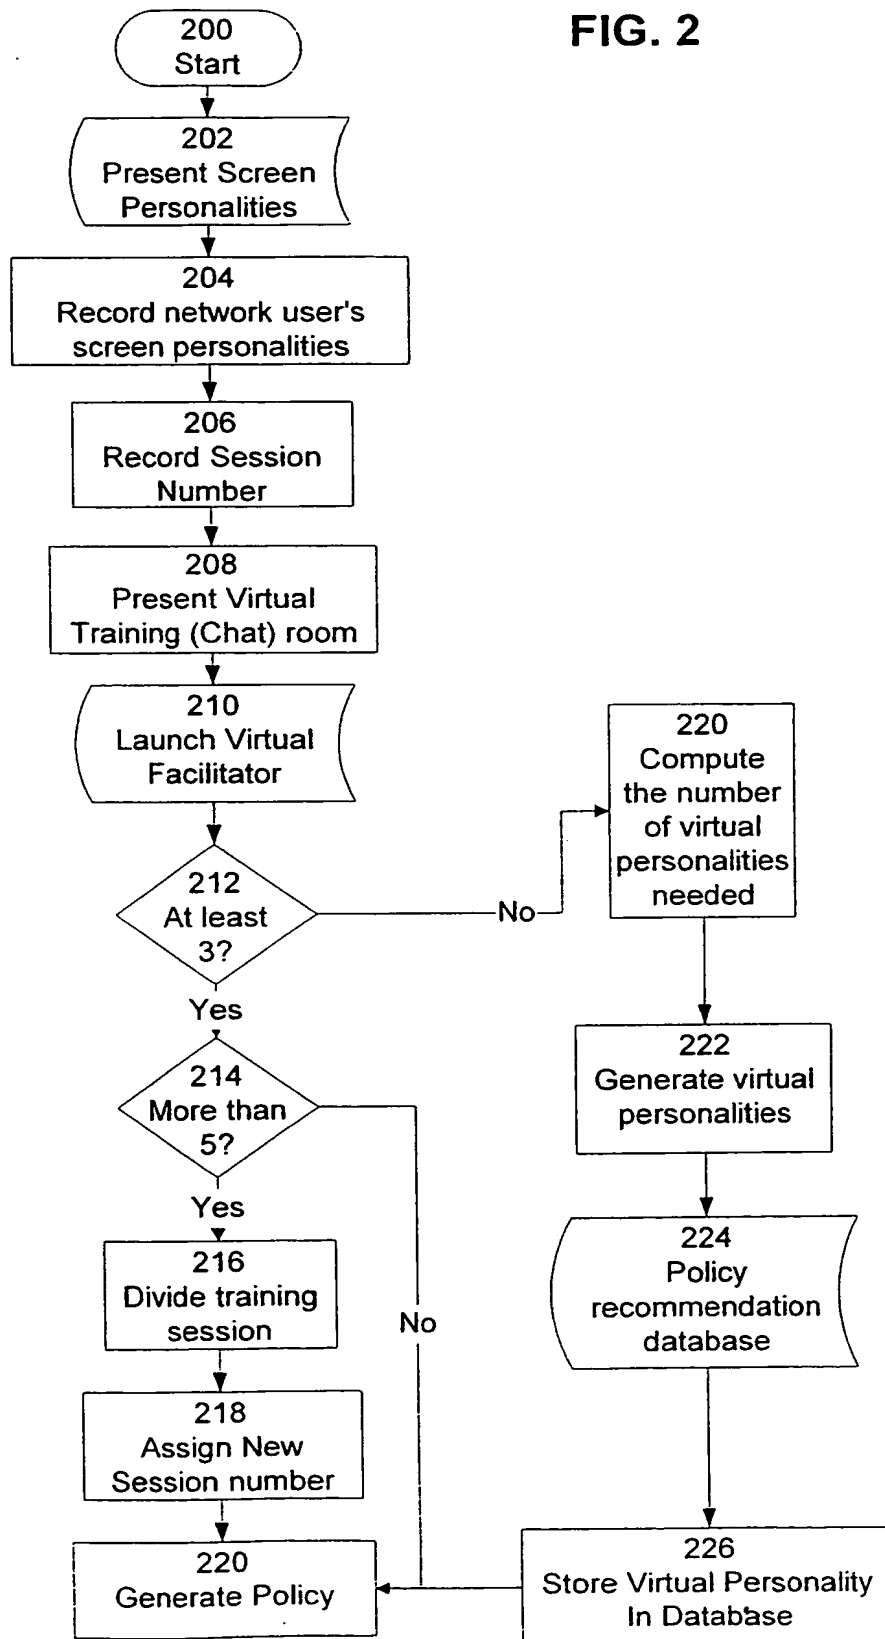 FIG. 2
200
Start
202
Present Screen
Personalities
204
Record network user's
screen personalities
206
Record Session
Number
208
Present Virtual
Training (Chat) room
210
Launch Virtual
Facilitator
212
At least
3?
No
Yes
214
More than
5?
No
Yes
216
Divide training
session
218
Assign New
Session number
220
Generate Policy
220
Compute
the number
of virtual
personalities
needed
222
Generate virtual
personalities
224
Policy
recommendation
database
226
Store Virtual Personality
In Database